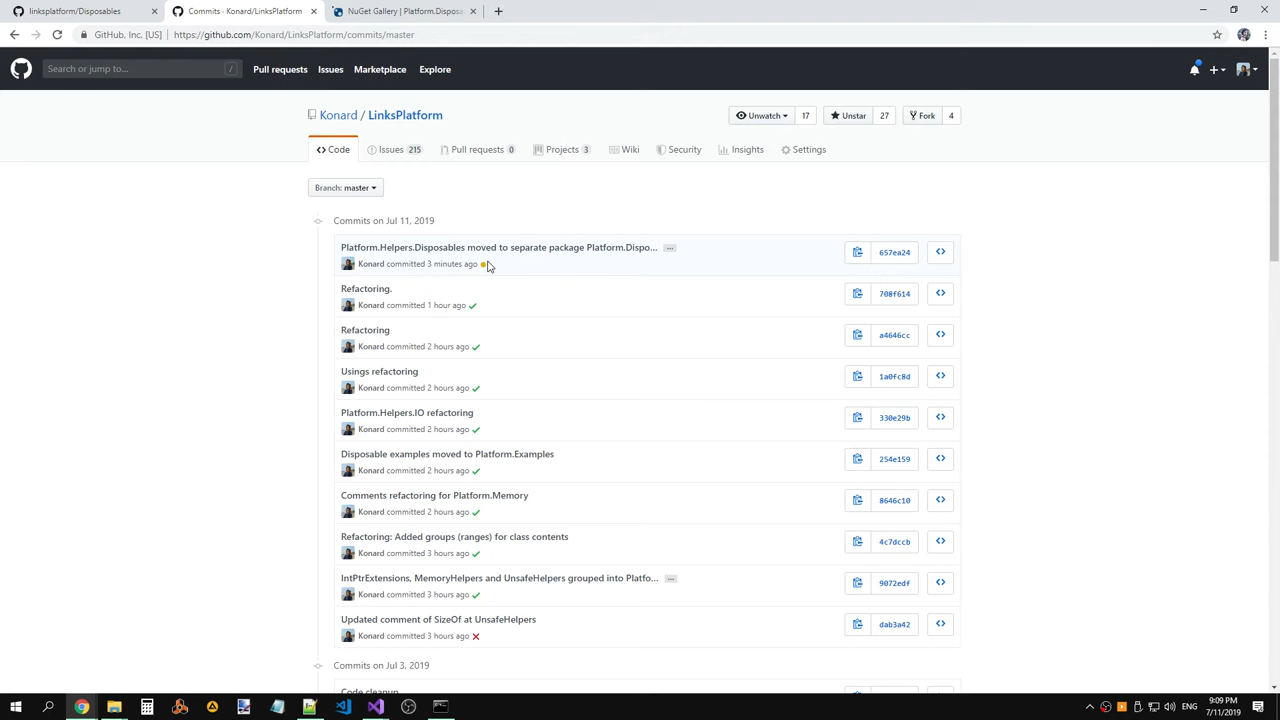 linksplatform/Disposables
Commits · Konard/LinksPlatform
NuGet Gallery | Platform.Disposa
GitHub, Inc. [US]
https://github.com/Konard/LinksPlatform/commits/master
Search or jump to...
/
Pull requests
Issues
Marketplace
Explore
Konard / LinksPlatform
Unwatch
17
Unstar
27
Fork
4
Code
Issues 215
Pull requests 0
Projects 3
Wiki
Security
Insights
Settings
Branch: master
Commits on Jul 11, 2019
Platform.Helpers.Disposables moved to separate package Platform.Dispo... …
Konard committed 3 minutes ago
657ea24
Refactoring.
Konard committed 1 hour ago
708f614
Refactoring
Konard committed 2 hours ago
a4646cc
Usings refactoring
Konard committed 2 hours ago
1a0fc8d
Platform.Helpers.IO refactoring
Konard committed 2 hours ago
330e29b
Disposable examples moved to Platform.Examples
Konard committed 2 hours ago
254e159
Comments refactoring for Platform.Memory
Konard committed 2 hours ago
8646c10
Refactoring: Added groups (ranges) for class contents
Konard committed 3 hours ago
4c7dccb
IntPtrExtensions, MemoryHelpers and UnsafeHelpers grouped into Platfo... …
Konard committed 3 hours ago
9072edf
Updated comment of SizeOf at UnsafeHelpers
Konard committed 3 hours ago
dab3a42
Commits on Jul 3, 2019
Code cleanup
ENG
9:09 PM
7/11/2019